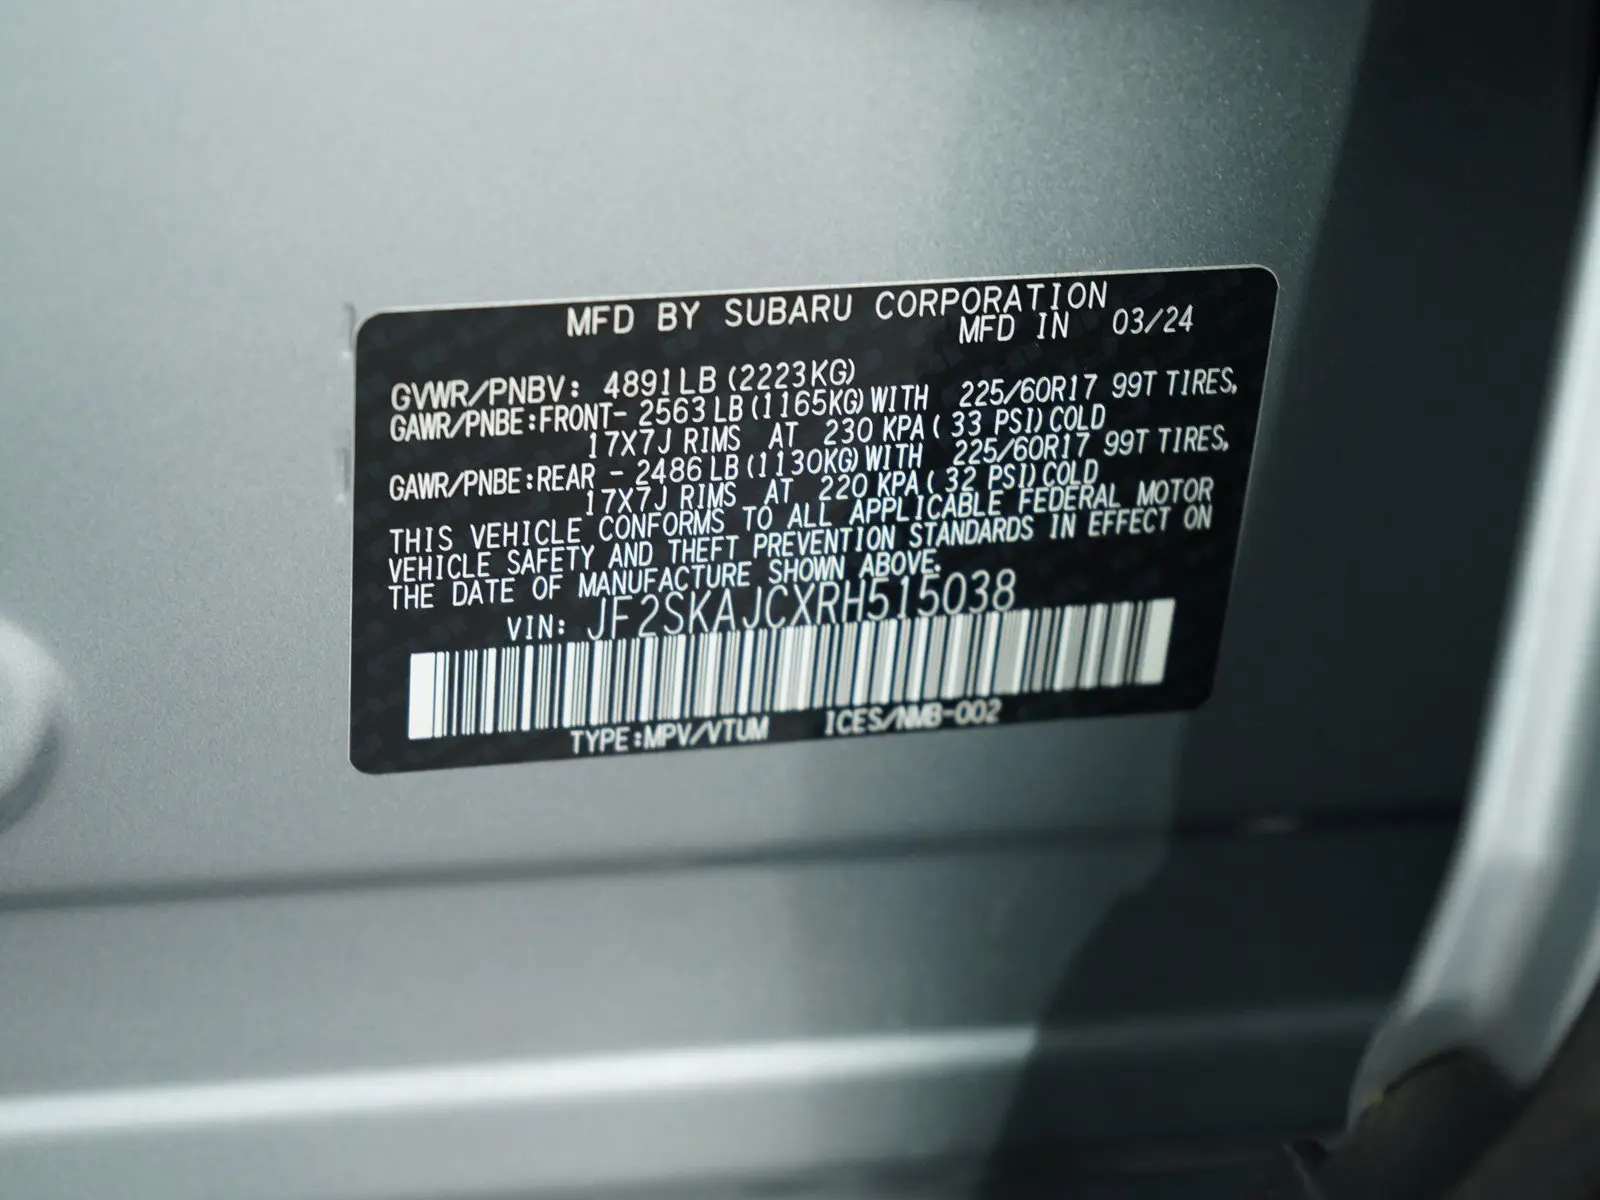 MFD BY SUBARU CORPORATION
MFD IN 03/24
GVWR/PNBV: 4891LB (2223KG)
GAWR/PNBE:FRONT- 2563LB (1165KG) WITH 225/60R17 99T TIRES,
17X7J RIMS AT 230 KPA ( 33 PSI) COLD
GAWR/PNBE:REAR - 2486LB (1130KG) WITH 225/60R17 99T TIRES,
17X7J RIMS AT 220 KPA ( 32 PSI) COLD
THIS VEHICLE CONFORMS TO ALL APPLICABLE FEDERAL MOTOR
VEHICLE SAFETY AND THEFT PREVENTION STANDARDS IN EFFECT ON
THE DATE OF MANUFACTURE SHOWN ABOVE.
VIN: JF2SKAJCXRH515038
TYPE:MPV/VTUM ICES/NMB-002